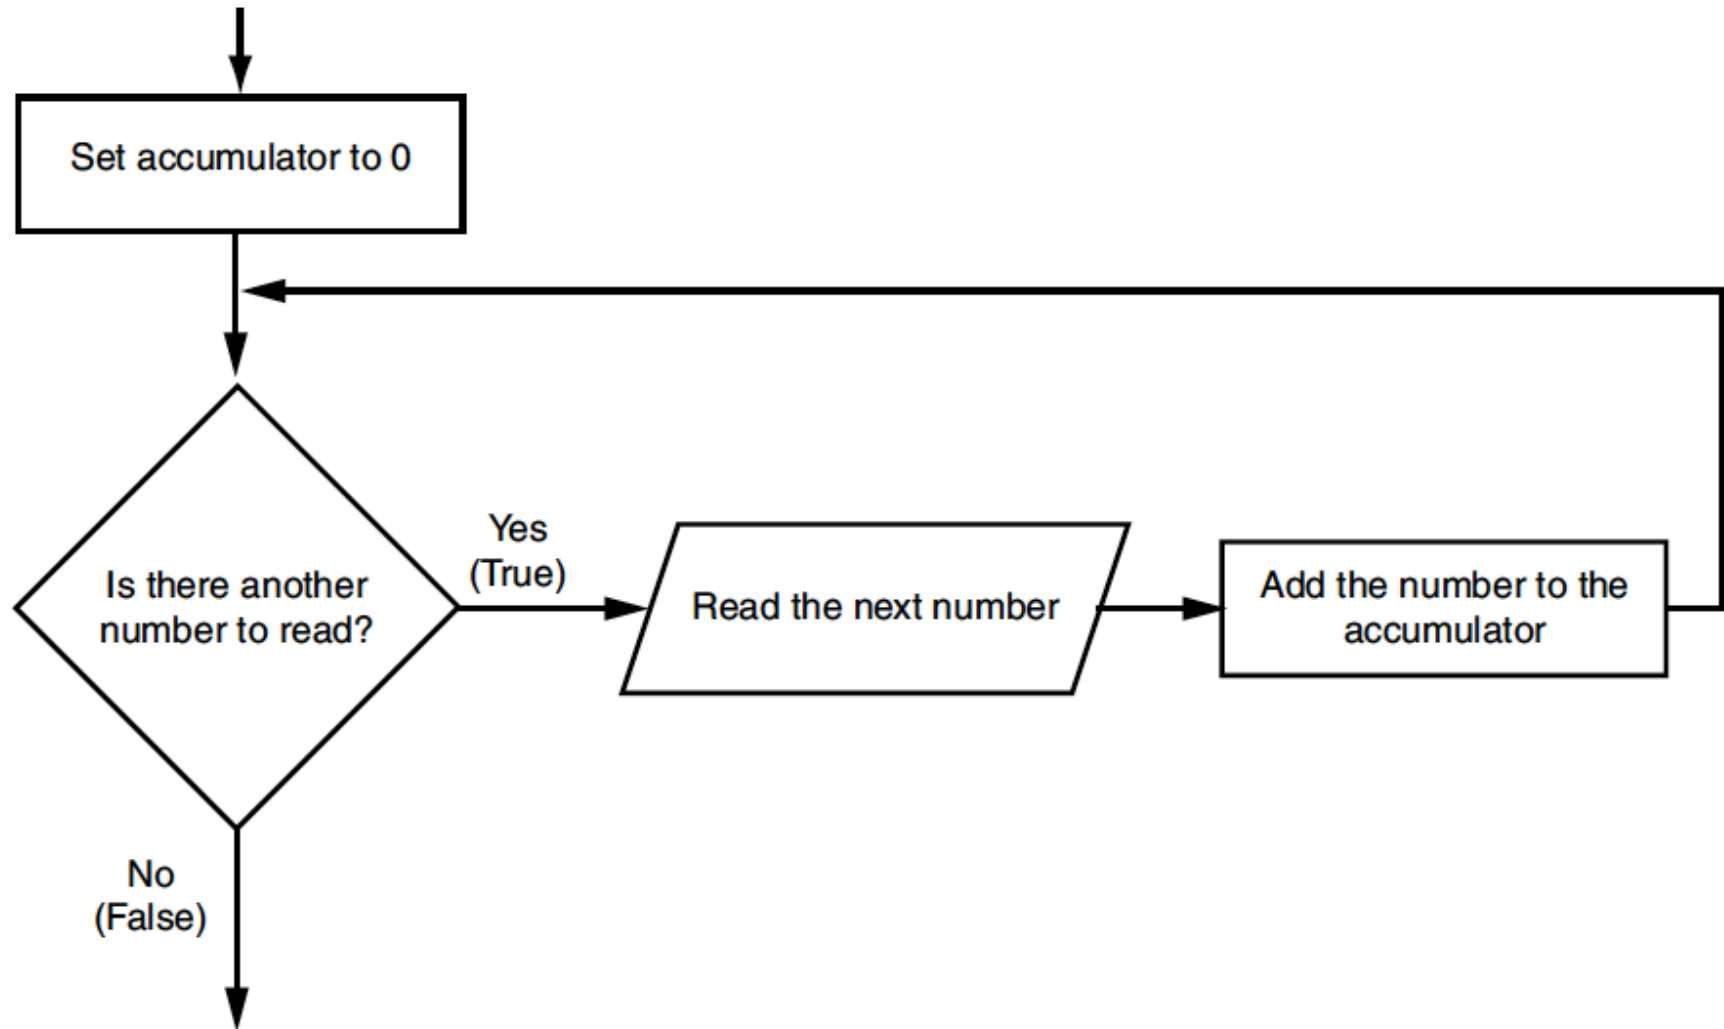 Set accumulator to 0
Is there another
number to read?
Yes
(True)
Read the next number
Add the number to the
accumulator
No
(False)